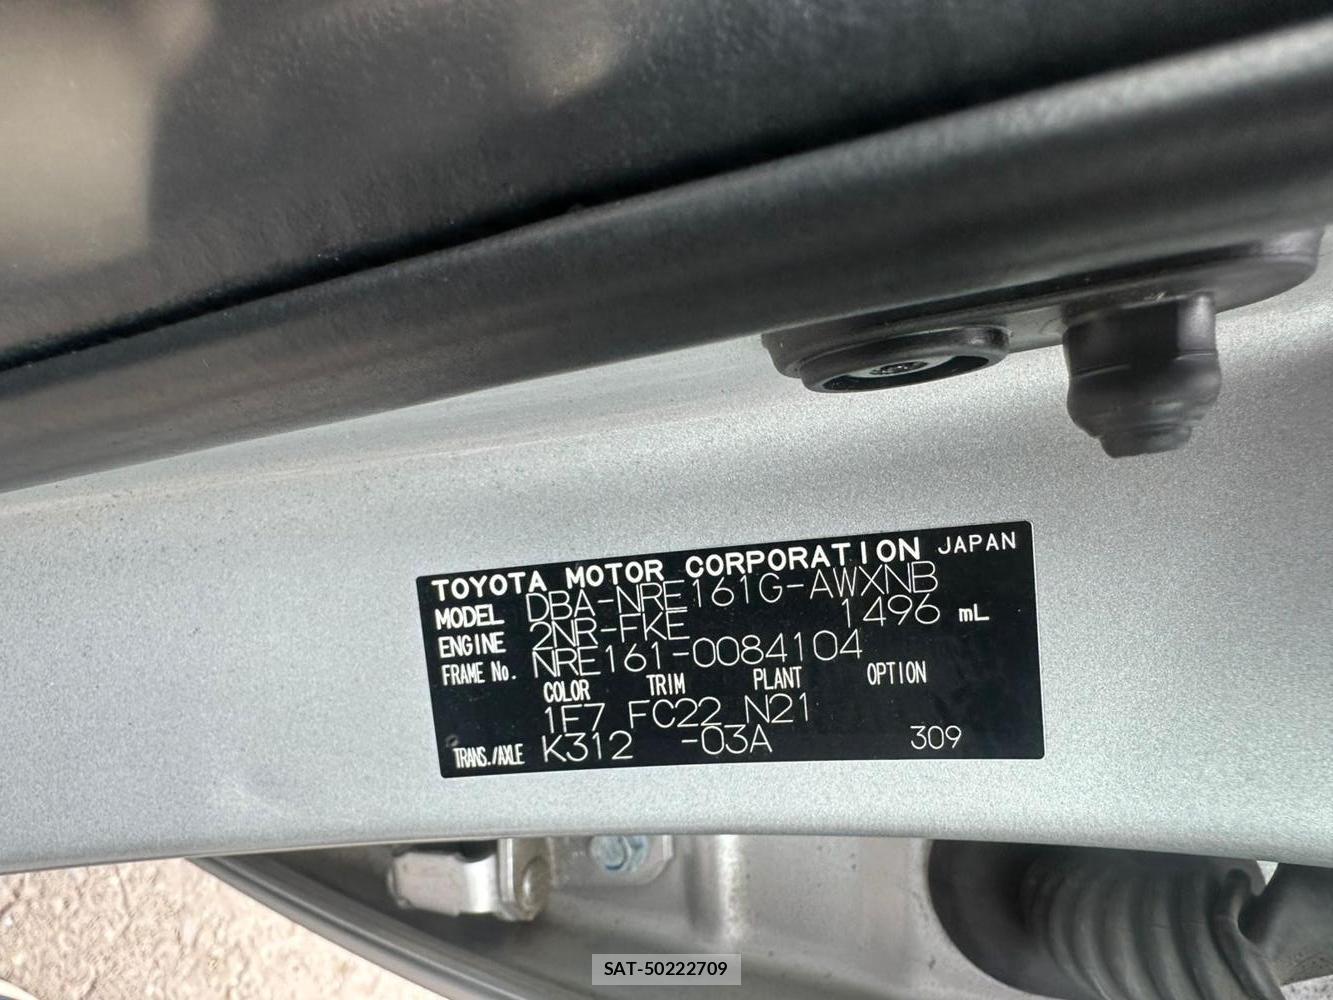 TOYOTA MOTOR CORPORATION JAPAN
MODEL DBA-NRE161G-AWXNB
ENGINE 2NR-FKE 1496 mL
FRAME No. NRE161-0084104
COLOR TRIM PLANT OPTION
1F7 FC22 N21
TRANS./AXLE K312 -03A 309
SAT-50222709